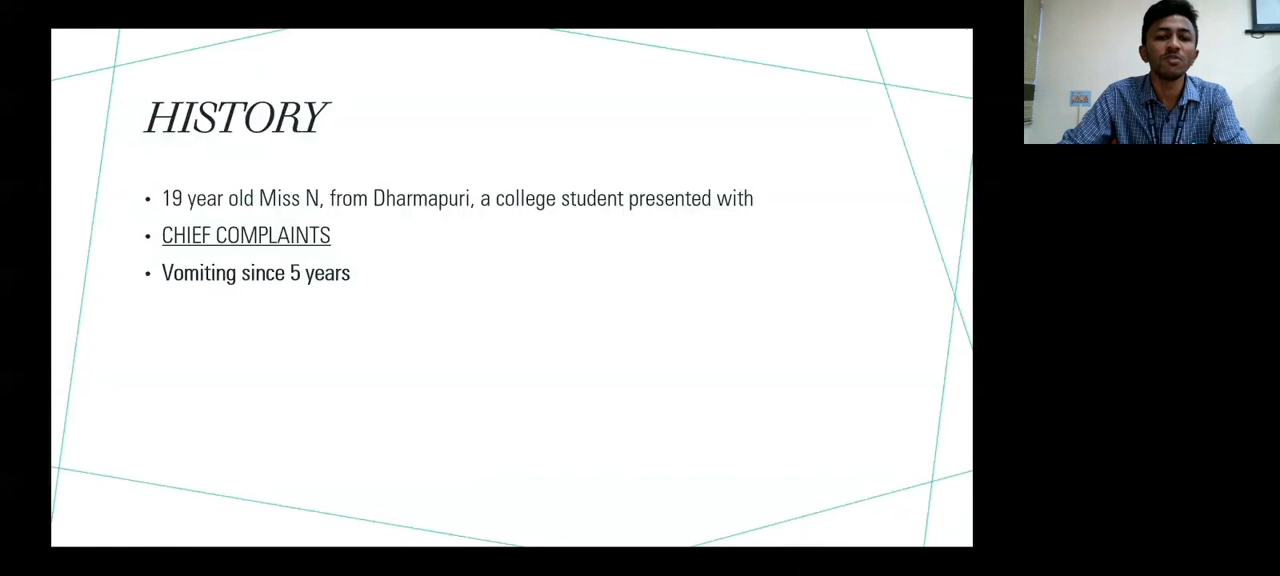 HISTORY
• 19 year old Miss N, from Dharmapuri, a college student presented with
• CHIEF COMPLAINTS
• Vomiting since 5 years